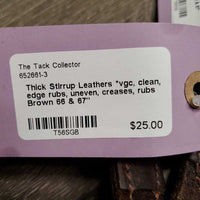 The Tack Collector
652661-3
Thick Stirrup Leathers *vgc, clean,
edge rubs, uneven, creases, rubs
Brown 66 & 67"
T56SGB
$25.00